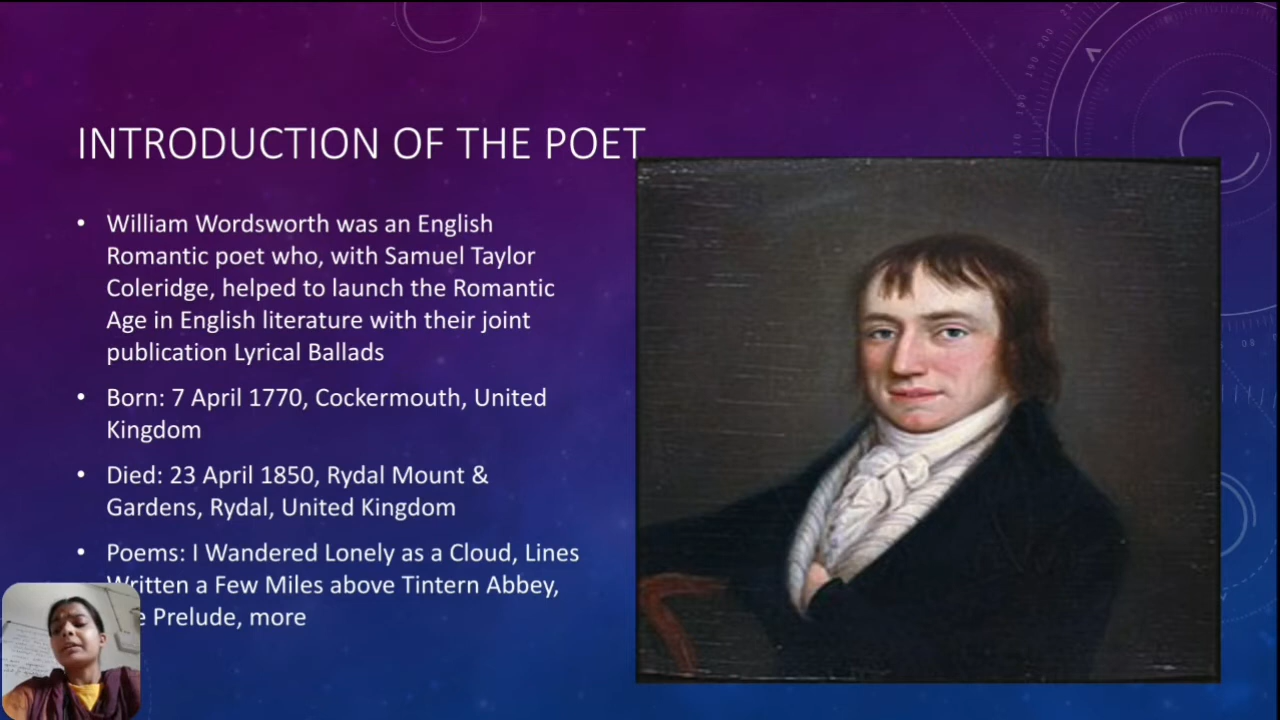 INTRODUCTION OF THE POET
• William Wordsworth was an English
Romantic poet who, with Samuel Taylor
Coleridge, helped to launch the Romantic
Age in English literature with their joint
publication Lyrical Ballads
• Born: 7 April 1770, Cockermouth, United
Kingdom
• Died: 23 April 1850, Rydal Mount &
Gardens, Rydal, United Kingdom
• Poems: I Wandered Lonely as a Cloud, Lines
Written a Few Miles above Tintern Abbey,
Prelude, more